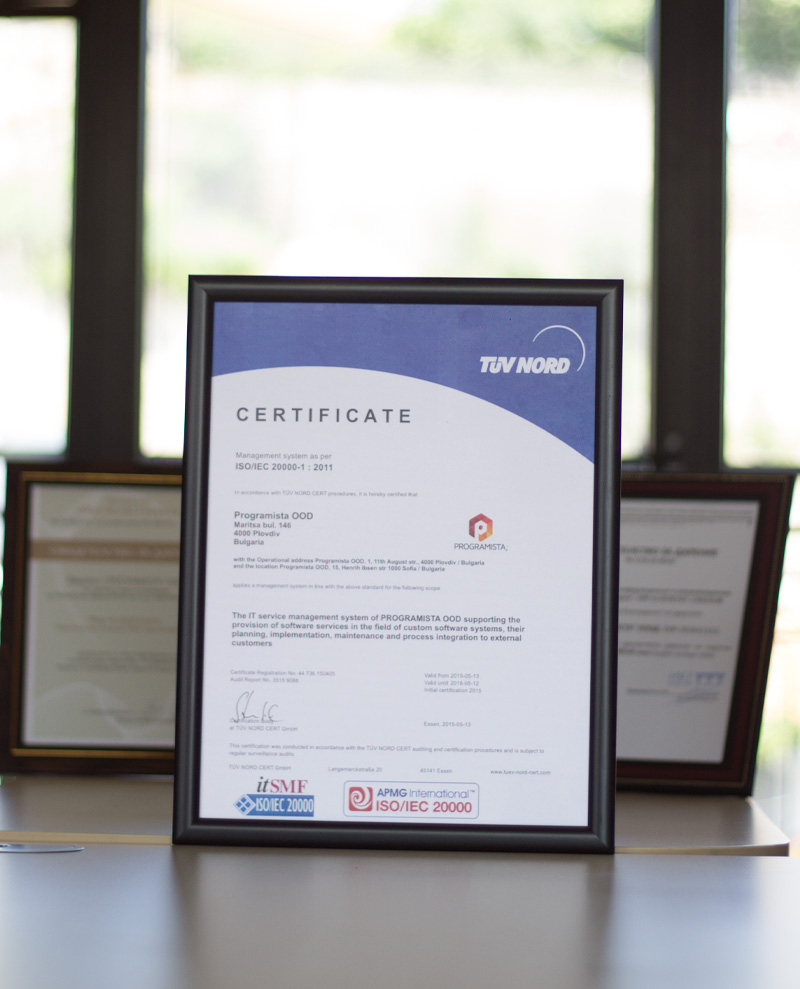 TÜV NORD
CERTIFICATE
Management system as per
ISO/IEC 20000-1 : 2011
In accordance with TÜV NORD CERT procedures, it is hereby certified that
Programista OOD
Maritsa bul. 146
4000 Plovdiv
Bulgaria
PROGRAMISTA
with the Operational address Programista OOD, 1, 11th August str., 4000 Plovdiv / Bulgaria
and the location Programista OOD, 15, Henrih Ibsen str 1000 Sofia / Bulgaria
applies a management system in line with the above standard for the following scope
The IT service management system of PROGRAMISTA OOD supporting the
provision of software services in the field of custom software systems, their
planning, implementation, maintenance and process integration to external
customers
Certificate Registration No.
Audit Report No.
Valid from 2015-05-13
Valid until 2018-05-12
Initial certification 2015
Certification Body
at TÜV NORD CERT GmbH
Essen, 2015-05-13
This certification was conducted in accordance with the TÜV NORD CERT auditing and certification procedures and is subject to
regular surveillance audits.
TÜV NORD CERT GmbH Langemarckstraße 20 45141 Essen www.tuev-nord-cert.com
itSMF
ISO/IEC 20000
APMG International™
ISO/IEC 20000